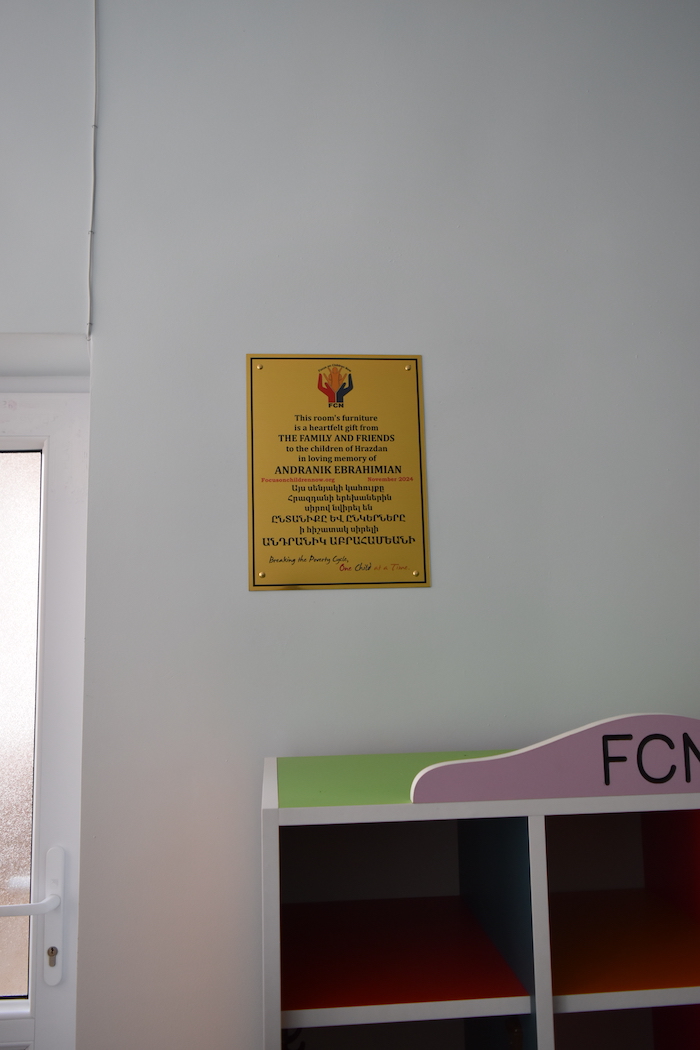 FCN
This room's furniture
is a heartfelt gift from
THE FAMILY AND FRIENDS
to the children of Hrazdan
in loving memory of
ANDRANIK EBRAHIMIAN
Focusonchildrennow.org November 2024
Այս սենյակի կահույքը
Հրազդանի երեխաներին
սիրով նվիրել են
ԸՆՏԱՆԻՔԸ ԵՎ ԸՆԿԵՐՆԵՐԸ
ի հիշատակ սիրելի
ԱՆԴՐԱՆԻԿ ԱԲՐԱՀԱՄԵԱՆԻ
Breaking the Poverty Cycle,
One Child at a Time.
FCN